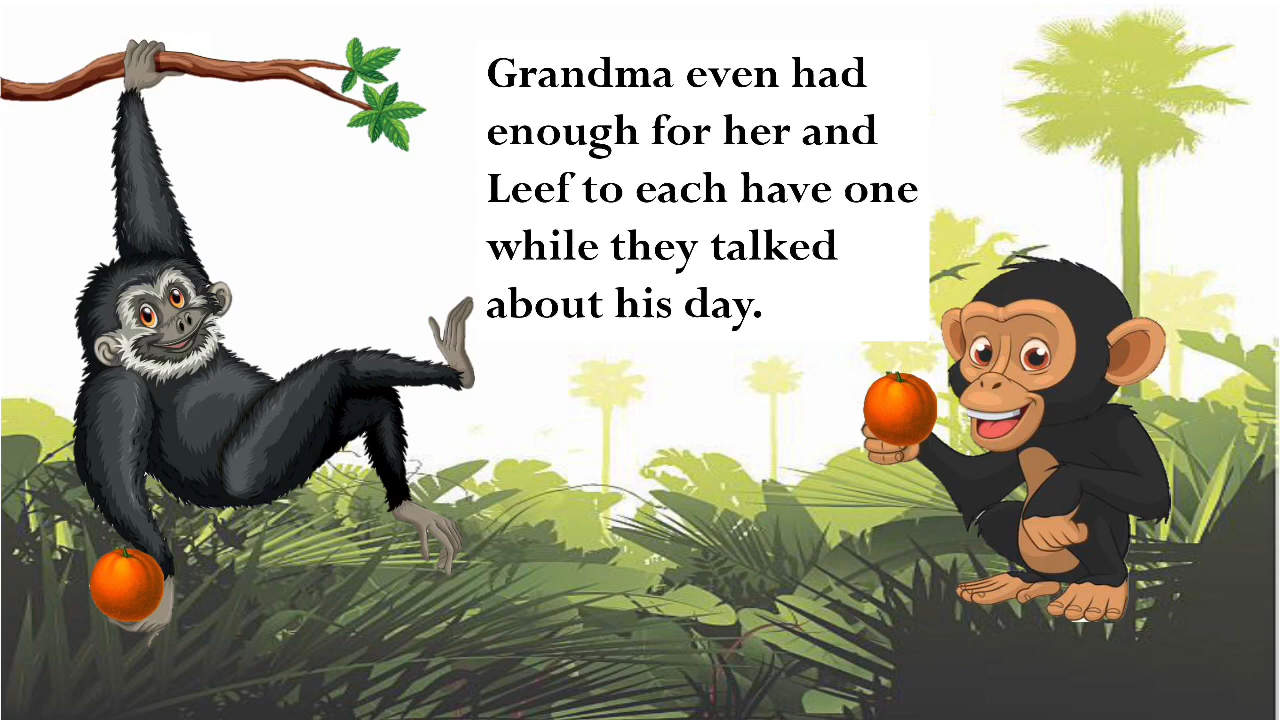 Grandma even had
enough for her and
Leef to each have one
while they talked
about his day.